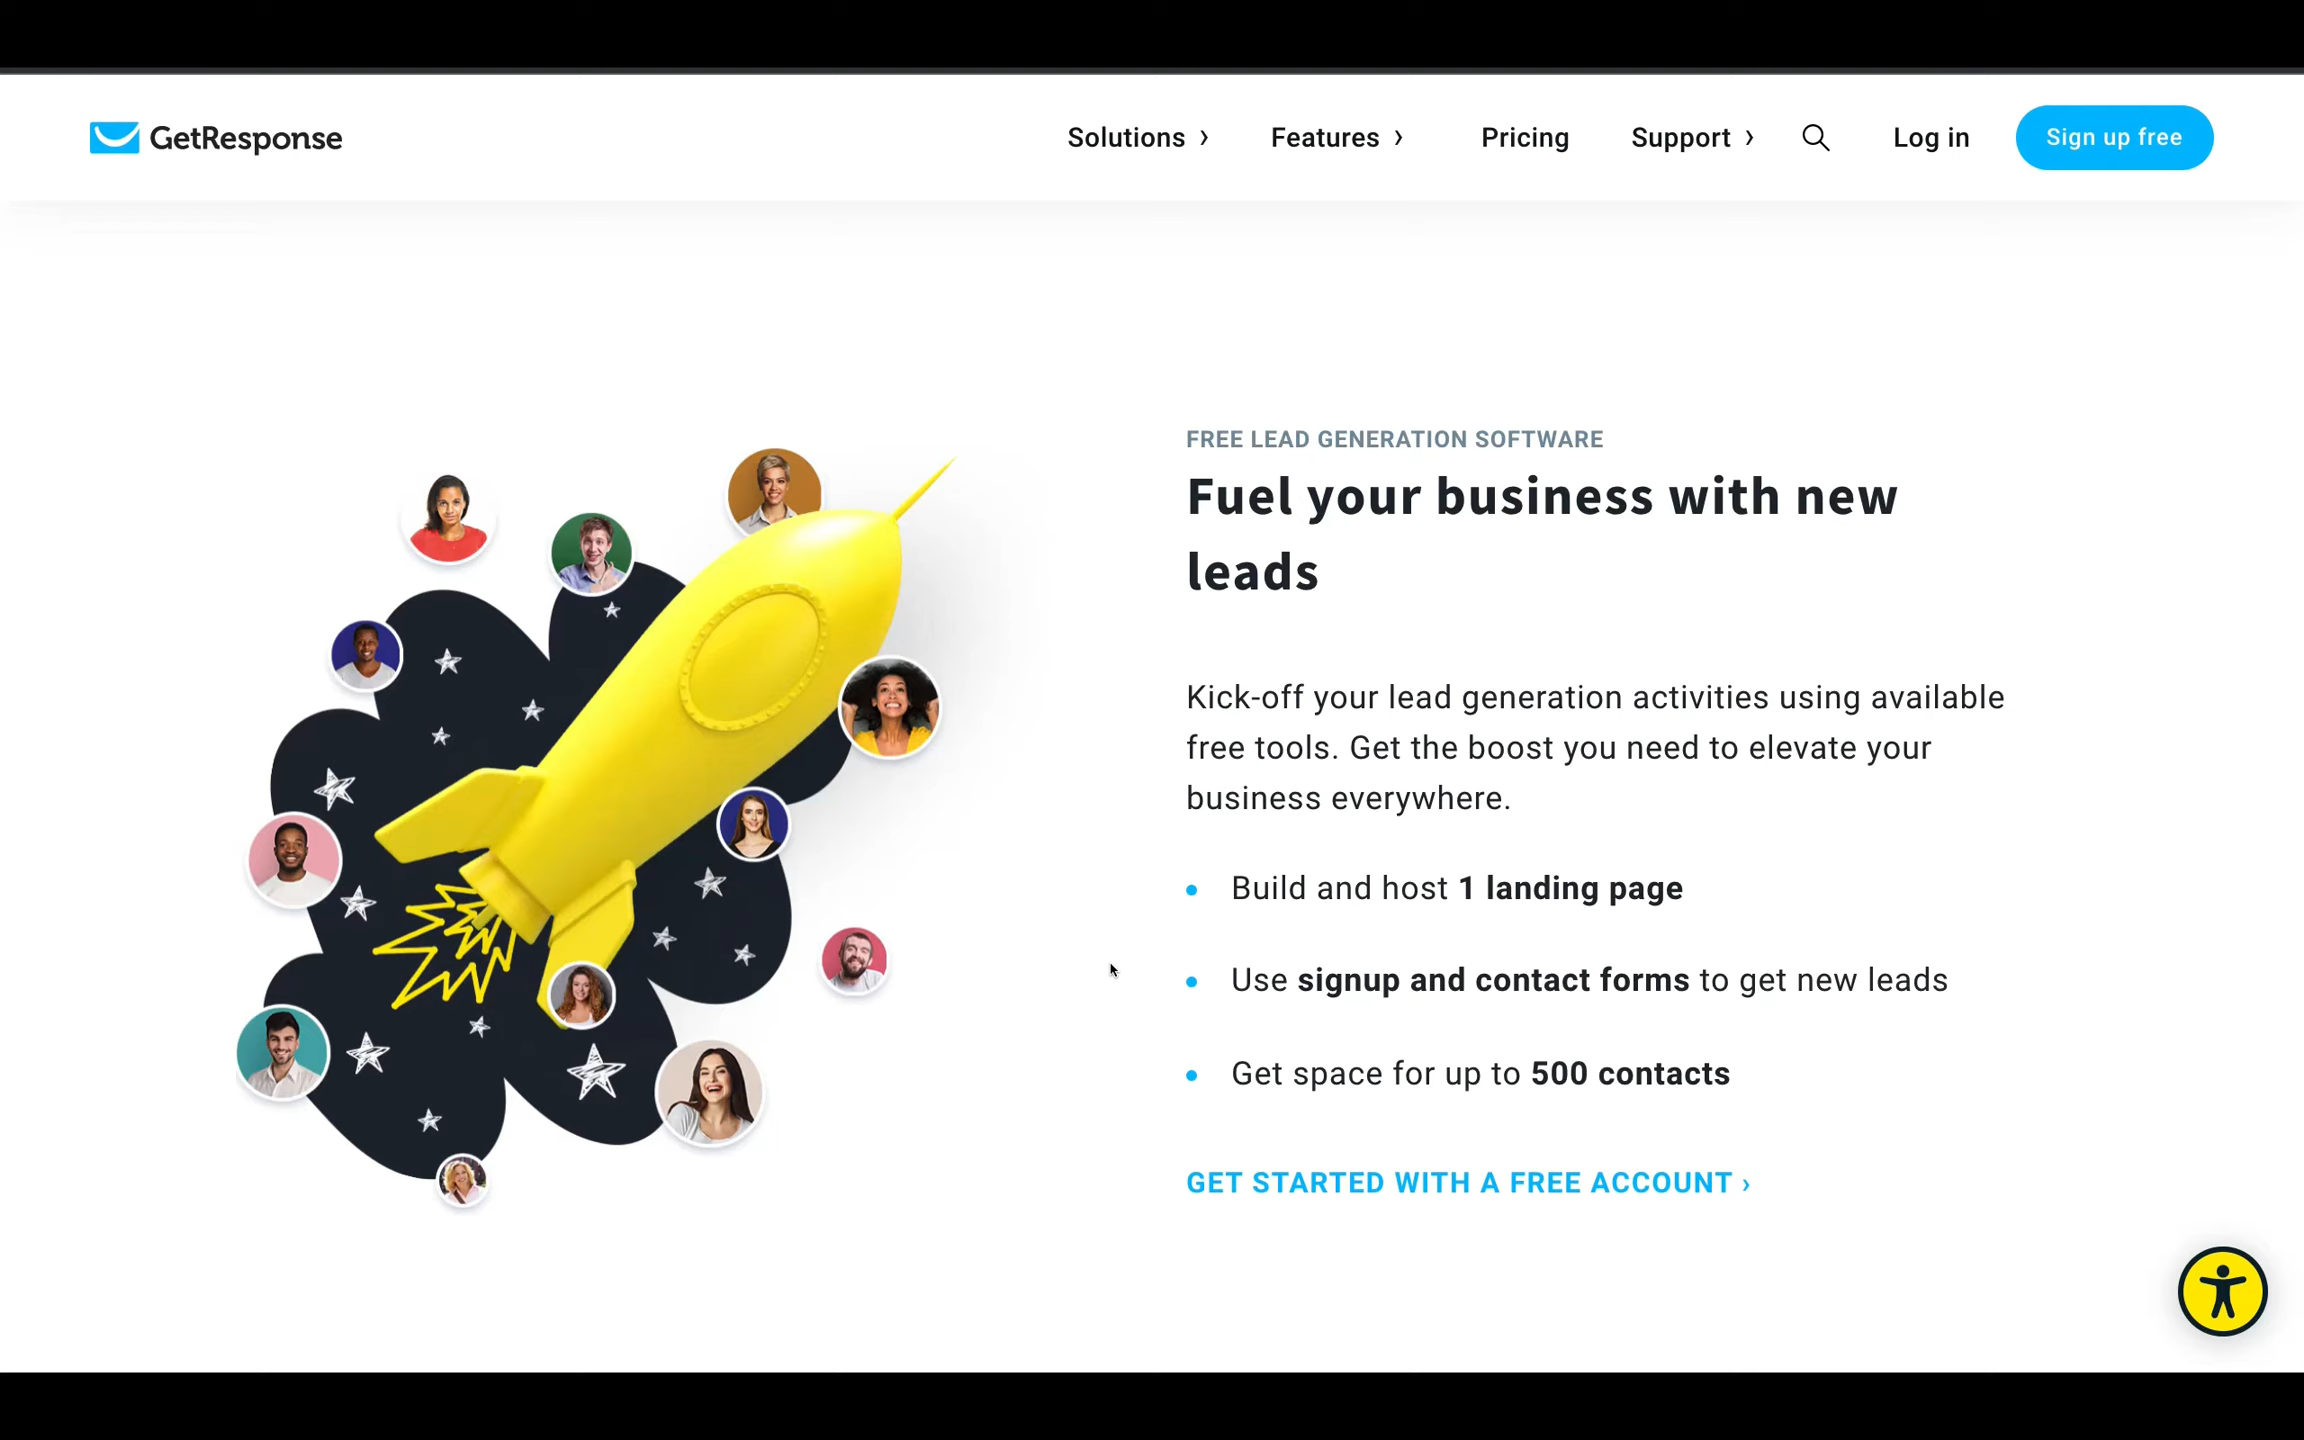 GetResponse
Solutions ›
Features ›
Pricing
Support ›
Log in
Sign up free
FREE LEAD GENERATION SOFTWARE
Fuel your business with new
leads
Kick-off your lead generation activities using available
free tools. Get the boost you need to elevate your
business everywhere.
Build and host 1 landing page
Use signup and contact forms to get new leads
Get space for up to 500 contacts
GET STARTED WITH A FREE ACCOUNT ›